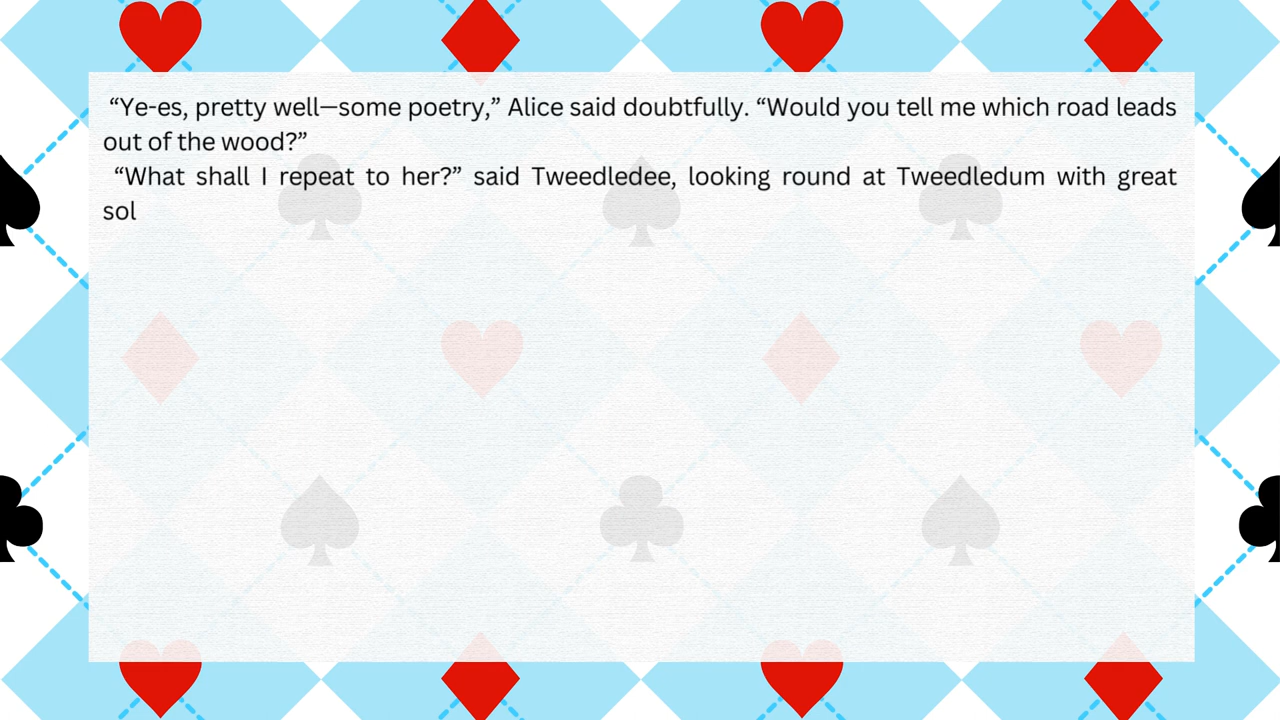 “Ye-es, pretty well—some poetry,” Alice said doubtfully. “Would you tell me which road leads
out of the wood?”
“What shall I repeat to her?” said Tweedledee, looking round at Tweedledum with great
sol